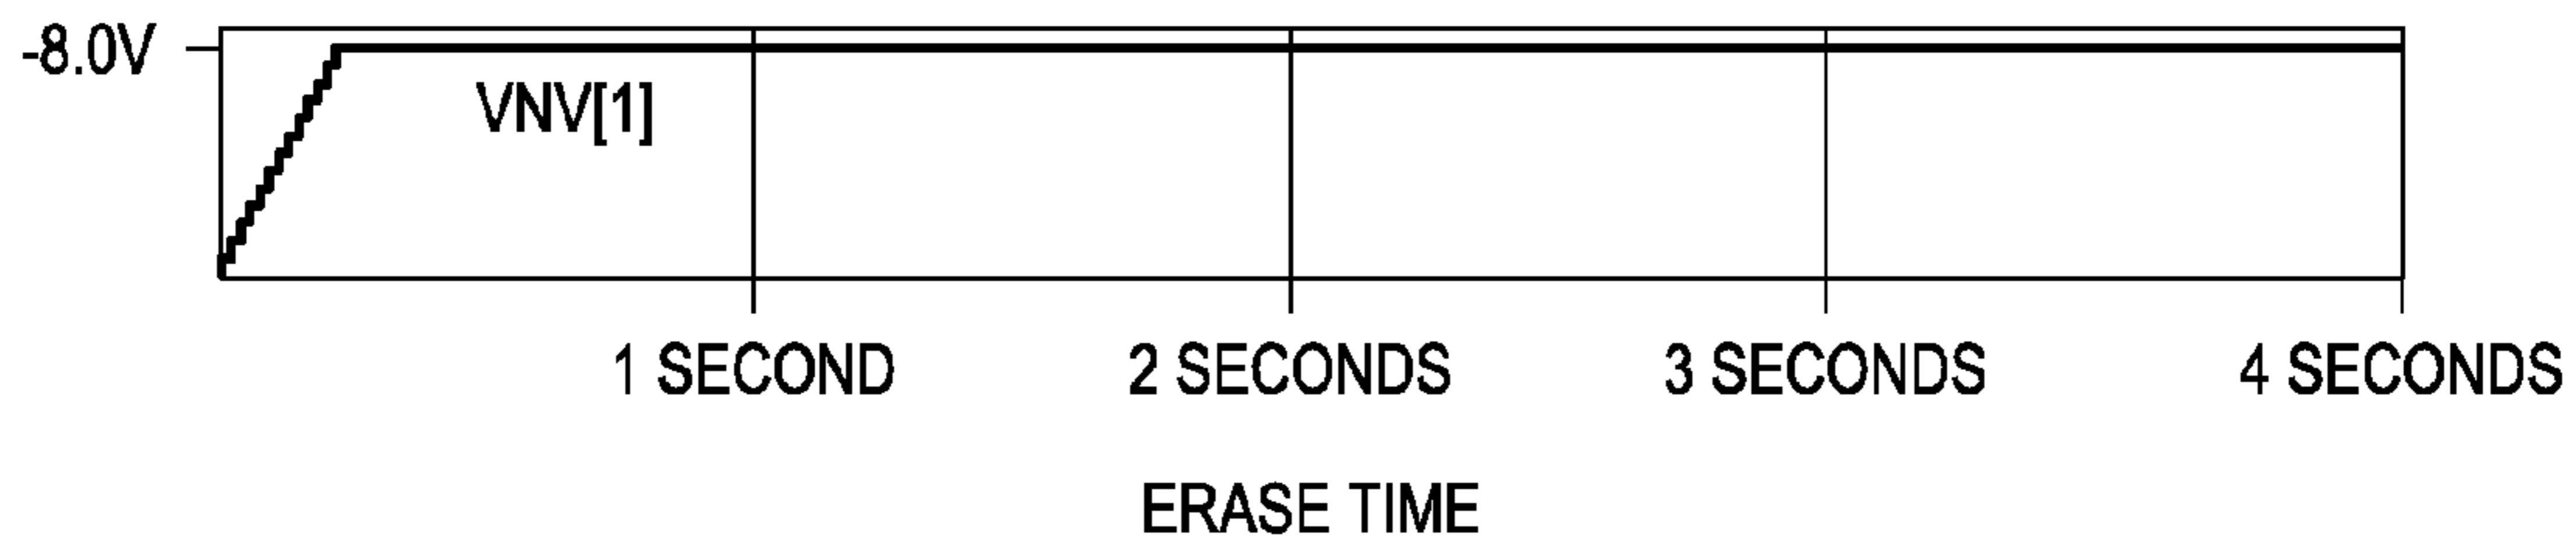 -8.0V
VNV[1]
1 SECOND 2 SECONDS 3 SECONDS 4 SECONDS
ERASE TIME